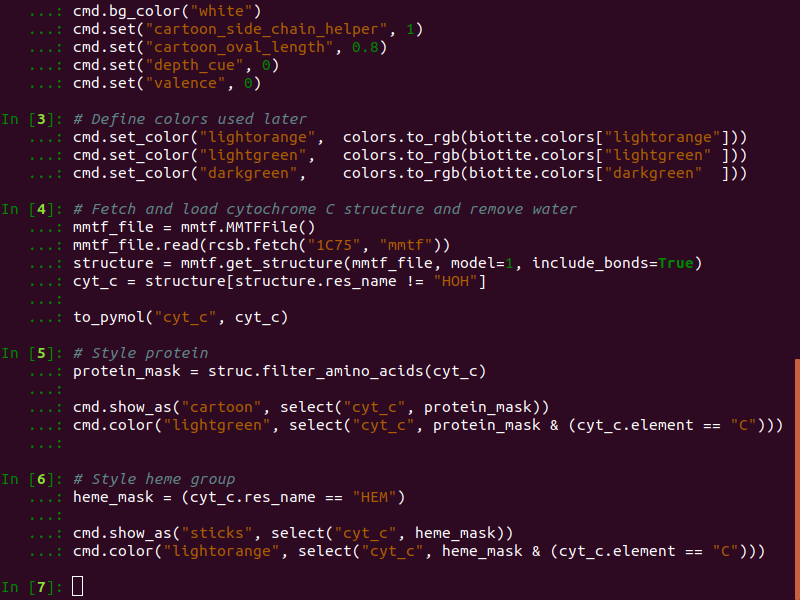 ...: cmd.bg_color("white")
   ...: cmd.set("cartoon_side_chain_helper", 1)
   ...: cmd.set("cartoon_oval_length", 0.8)
   ...: cmd.set("depth_cue", 0)
   ...: cmd.set("valence", 0)

In [3]: # Define colors used later
   ...: cmd.set_color("lightorange",  colors.to_rgb(biotite.colors["lightorange"]))
   ...: cmd.set_color("lightgreen",   colors.to_rgb(biotite.colors["lightgreen" ]))
   ...: cmd.set_color("darkgreen",    colors.to_rgb(biotite.colors["darkgreen"  ]))

In [4]: # Fetch and load cytochrome C structure and remove water
   ...: mmtf_file = mmtf.MMTFFile()
   ...: mmtf_file.read(rcsb.fetch("1C75", "mmtf"))
   ...: structure = mmtf.get_structure(mmtf_file, model=1, include_bonds=True)
   ...: cyt_c = structure[structure.res_name != "HOH"]
   ...:
   ...: to_pymol("cyt_c", cyt_c)

In [5]: # Style protein
   ...: protein_mask = struc.filter_amino_acids(cyt_c)
   ...:
   ...: cmd.show_as("cartoon", select("cyt_c", protein_mask))
   ...: cmd.color("lightgreen", select("cyt_c", protein_mask & (cyt_c.element == "C")))
   ...:

In [6]: # Style heme group
   ...: heme_mask = (cyt_c.res_name == "HEM")
   ...:
   ...: cmd.show_as("sticks", select("cyt_c", heme_mask))
   ...: cmd.color("lightorange", select("cyt_c", heme_mask & (cyt_c.element == "C")))

In [7]: